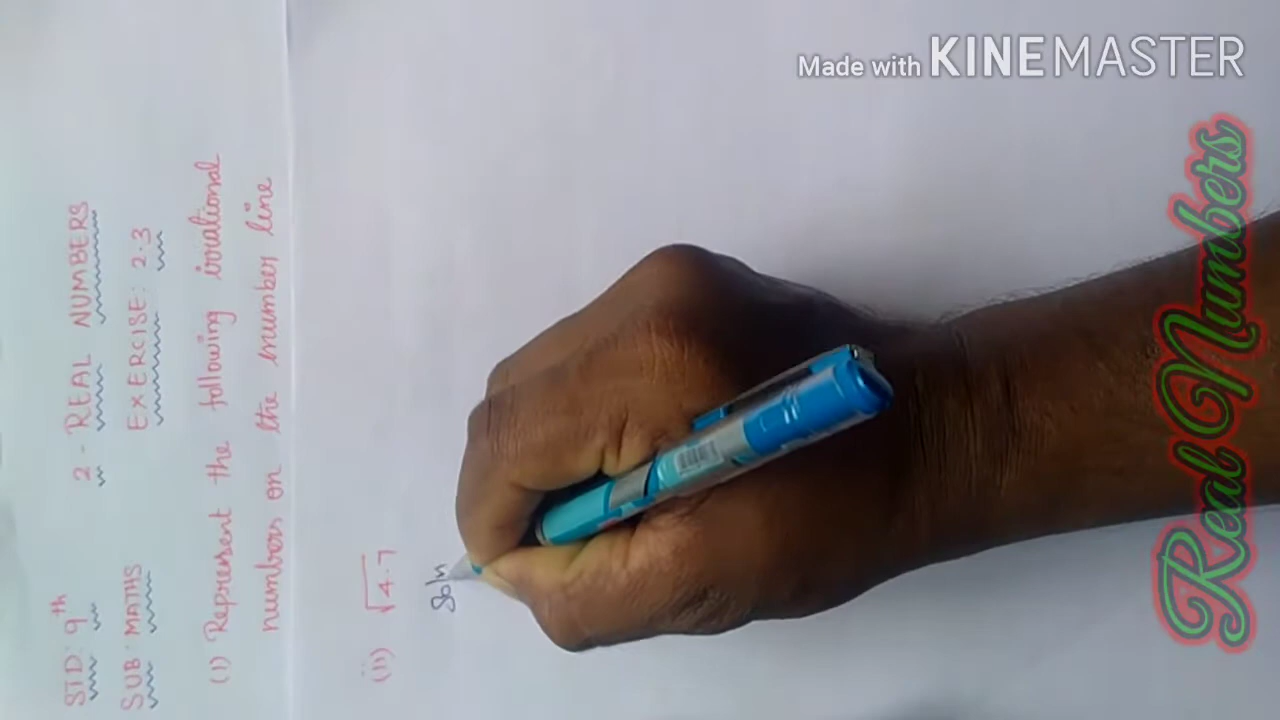 Made with KINEMASTER
STD: 9th 2 - REAL NUMBERS
SUB: MATHS EXERCISE: 2.3
(1) Represent the following irrational
numbers on the number line
(ii) √4.7
Soln
Real Numbers